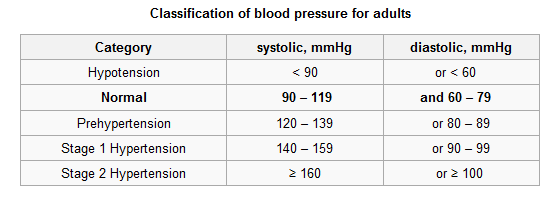 Classification of blood pressure for adults
Category systolic, mmHg diastolic, mmHg
Hypotension < 90 or < 60
Normal 90 – 119 and 60 – 79
Prehypertension 120 – 139 or 80 – 89
Stage 1 Hypertension 140 – 159 or 90 – 99
Stage 2 Hypertension ≥ 160 or ≥ 100